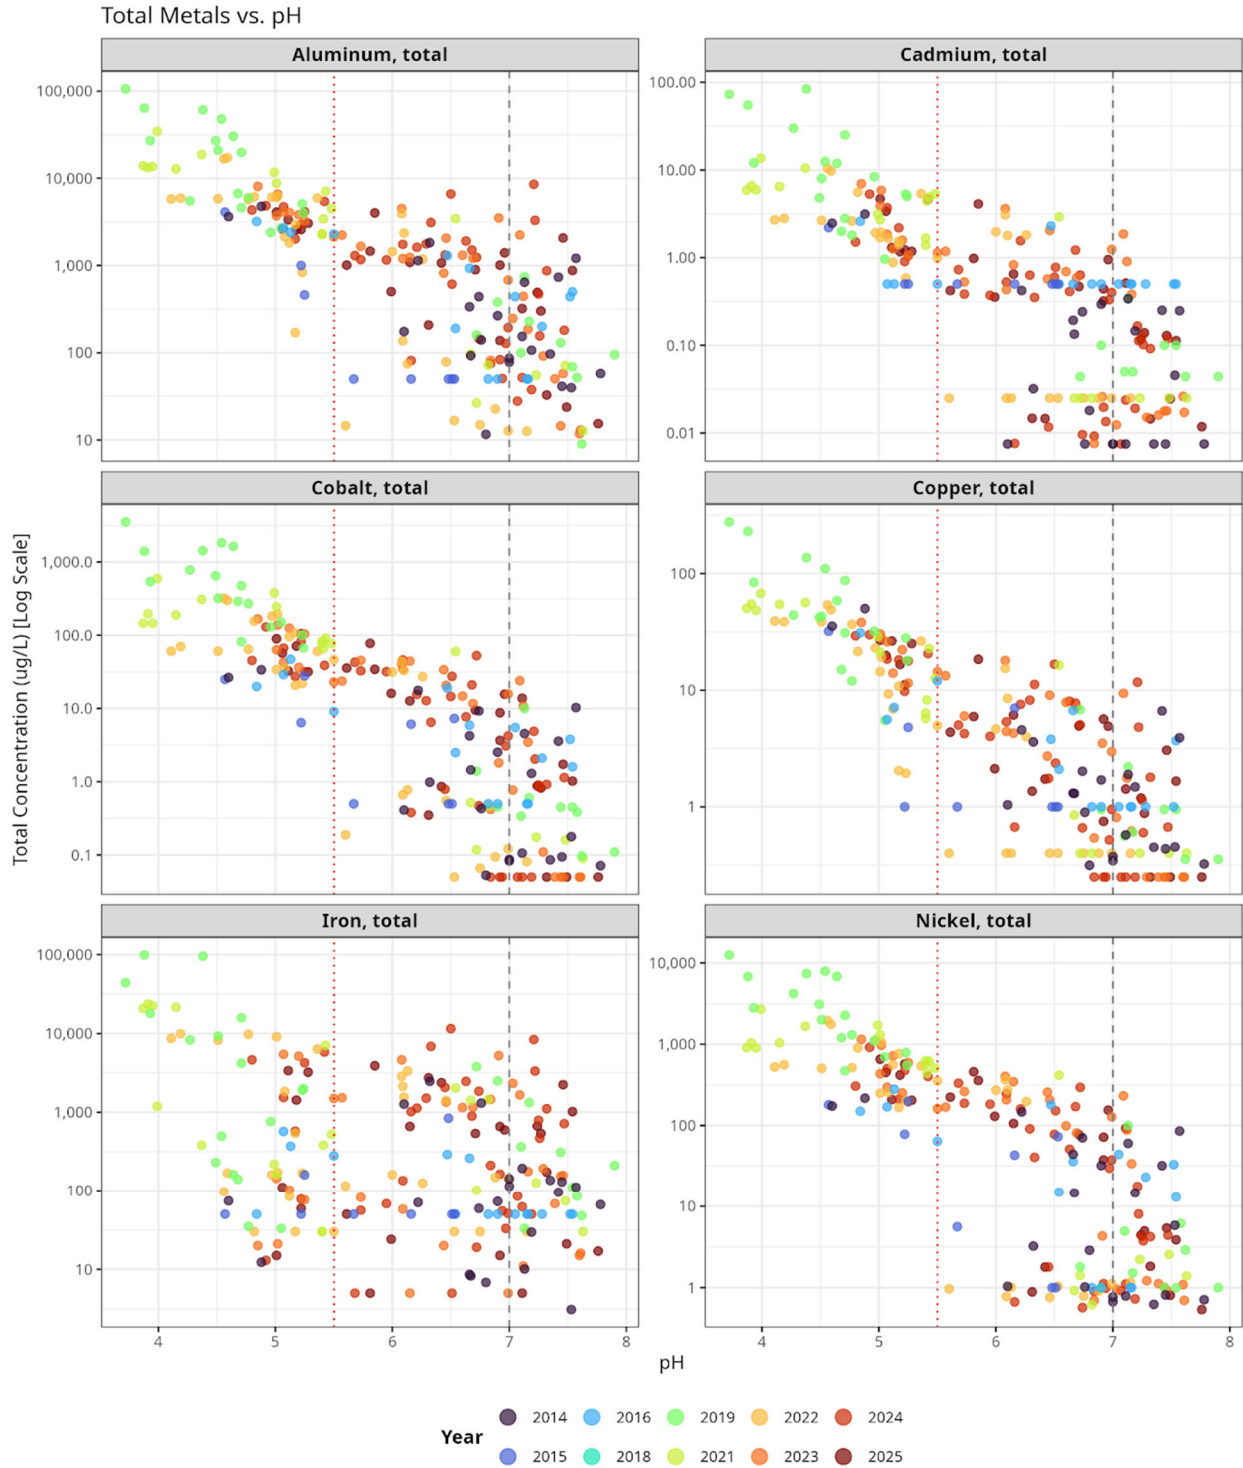 Total Metals vs. pH
Aluminum, total
Cadmium, total
100,000
10,000
1,000
100
10
100.00
10.00
1.00
0.10
0.01
Cobalt, total
Copper, total
1,000.0
100.0
10.0
1.0
0.1
100
10
1
Total Concentration (ug/L) [Log Scale]
Iron, total
Nickel, total
100,000
10,000
1,000
100
10
10,000
1,000
100
10
1
4 5 6 7 8
4 5 6 7 8
pH
Year
2014 2016 2019 2022 2024
2015 2018 2021 2023 2025